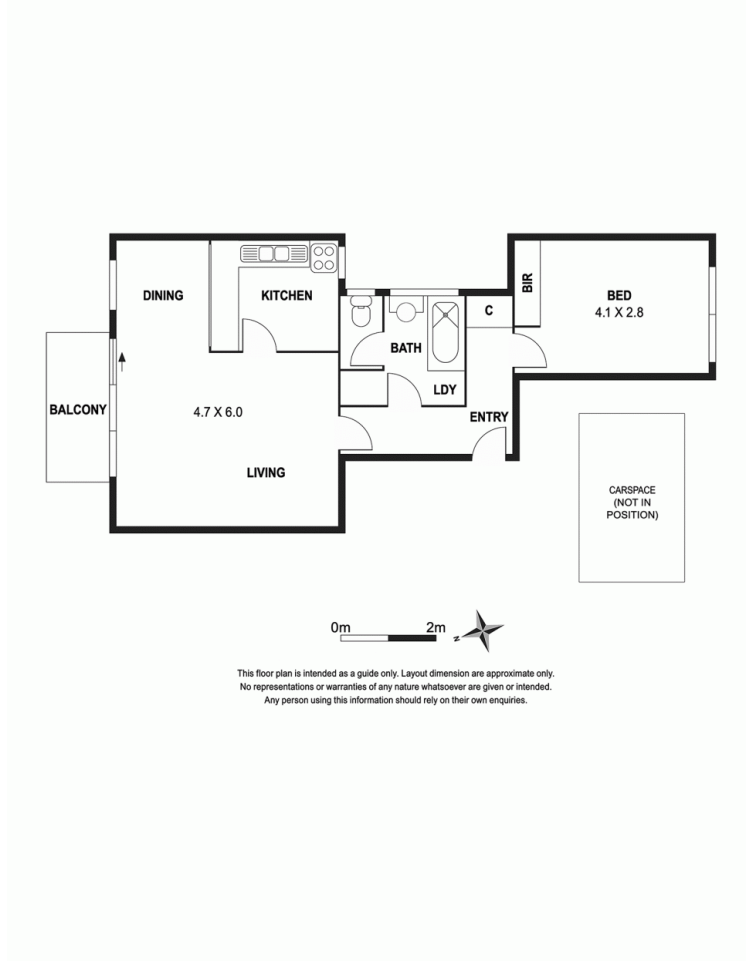 DINING
KITCHEN
BIR
BED
4.1 X 2.8
C
BATH
LDY
BALCONY
4.7 X 6.0
ENTRY
LIVING
CARSPACE
(NOT IN
POSITION)
0m 2m
N
This floor plan is intended as a guide only. Layout dimension are approximate only.
No representations or warranties of any nature whatsoever are given or intended.
Any person using this information should rely on their own enquiries.